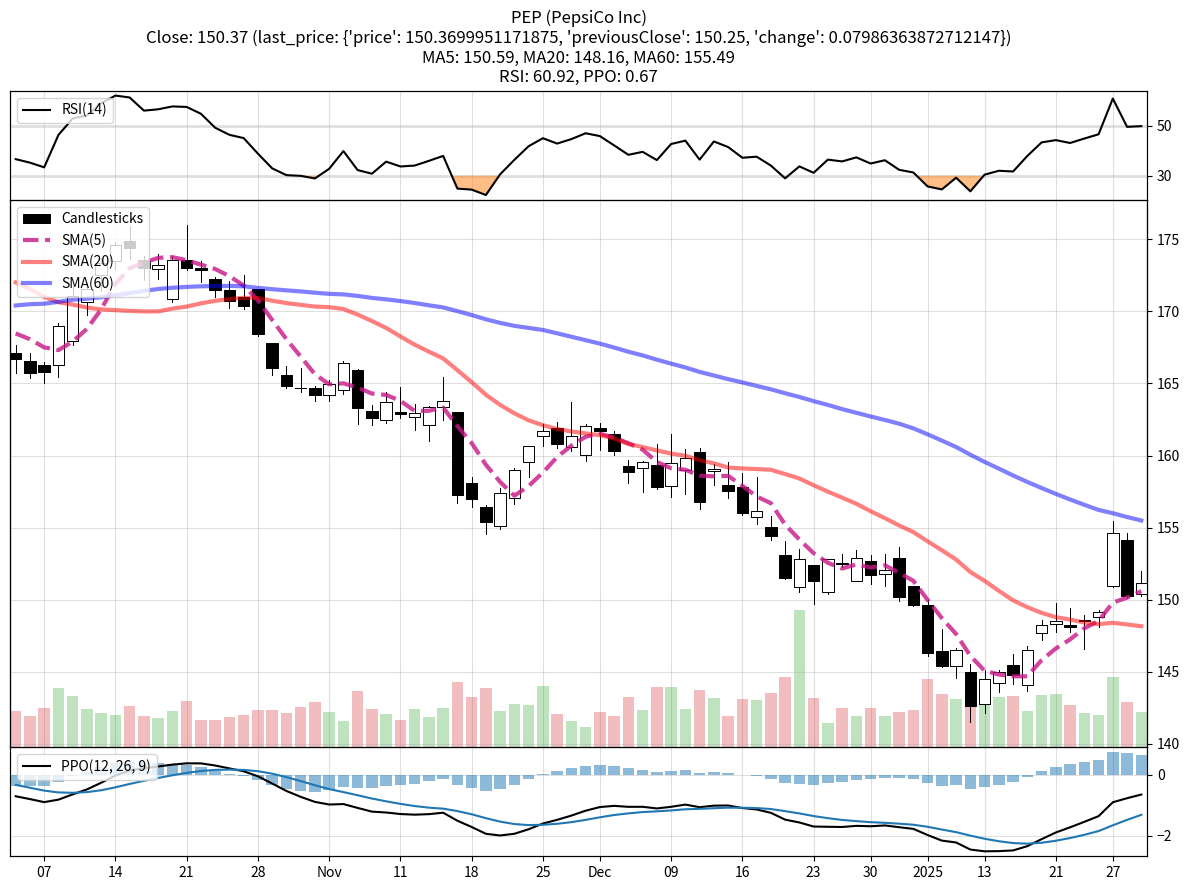 PEP (PepsiCo Inc)
Close: 150.37 (last_price: {'price': 150.3699951171875, 'previousClose': 150.25, 'change': 0.07986363872712147})
MA5: 150.59, MA20: 148.16, MA60: 155.49
RSI: 60.92, PPO: 0.67
RSI(14)
50
30
Candlesticks
SMA(5)
SMA(20)
SMA(60)
175
170
165
160
155
150
145
140
PPO(12, 26, 9)
0
−2
07 14 21 28 Nov 11 18 25 Dec 09 16 23 30 2025 13 21 27